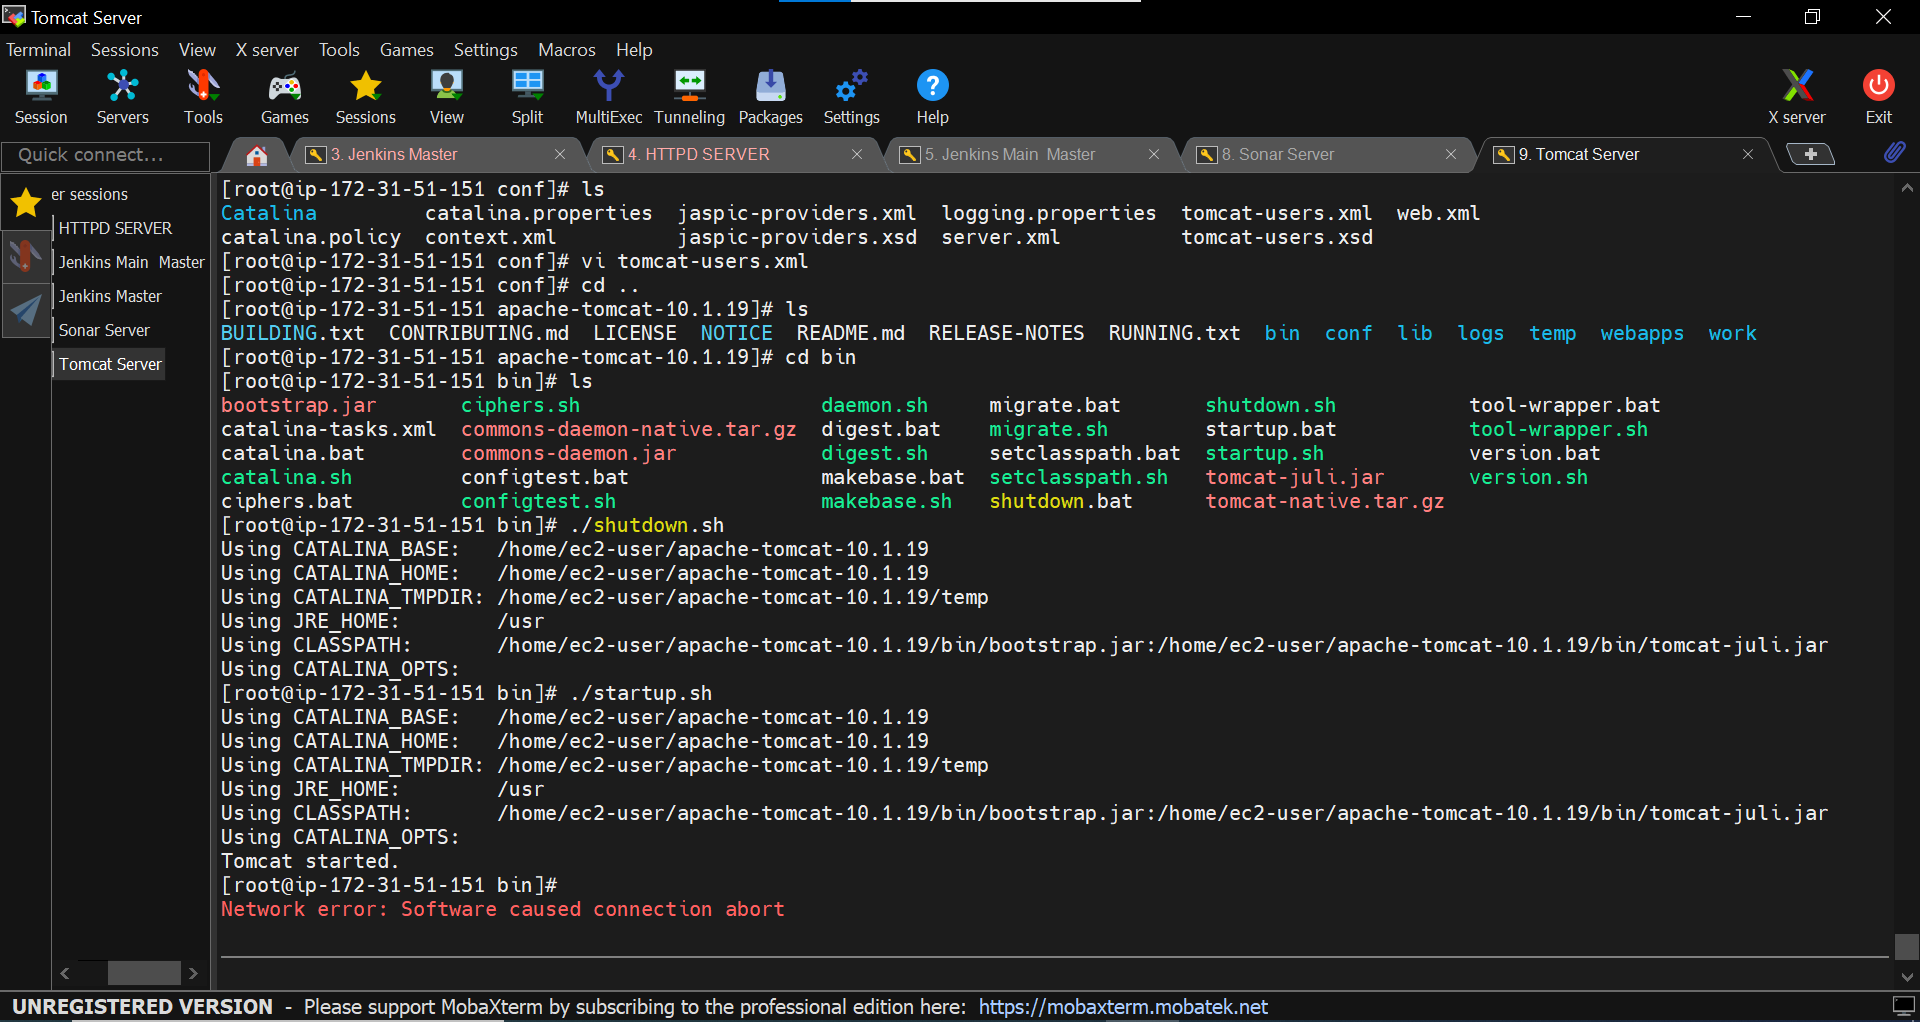 Tomcat Server
Terminal Sessions View X server Tools Games Settings Macros Help
Session Servers Tools Games Sessions View Split MultiExec Tunneling Packages Settings Help X server Exit
Quick connect... 3. Jenkins Master 4. HTTPD SERVER 5. Jenkins Main Master 8. Sonar Server 9. Tomcat Server
er sessions
HTTPD SERVER
Jenkins Main Master
Jenkins Master
Sonar Server
Tomcat Server
[root@ip-172-31-51-151 conf]# ls
Catalina catalina.properties jaspic-providers.xml logging.properties tomcat-users.xml web.xml
catalina.policy context.xml jaspic-providers.xsd server.xml tomcat-users.xsd
[root@ip-172-31-51-151 conf]# vi tomcat-users.xml
[root@ip-172-31-51-151 conf]# cd ..
[root@ip-172-31-51-151 apache-tomcat-10.1.19]# ls
BUILDING.txt CONTRIBUTING.md LICENSE NOTICE README.md RELEASE-NOTES RUNNING.txt bin conf lib logs temp webapps work
[root@ip-172-31-51-151 apache-tomcat-10.1.19]# cd bin
[root@ip-172-31-51-151 bin]# ls
bootstrap.jar ciphers.sh daemon.sh migrate.bat shutdown.sh tool-wrapper.bat
catalina-tasks.xml commons-daemon-native.tar.gz digest.bat migrate.sh startup.bat tool-wrapper.sh
catalina.bat commons-daemon.jar digest.sh setclasspath.bat startup.sh version.bat
catalina.sh configtest.bat makebase.bat setclasspath.sh tomcat-juli.jar version.sh
ciphers.bat configtest.sh makebase.sh shutdown.bat tomcat-native.tar.gz
[root@ip-172-31-51-151 bin]# ./shutdown.sh
Using CATALINA_BASE: /home/ec2-user/apache-tomcat-10.1.19
Using CATALINA_HOME: /home/ec2-user/apache-tomcat-10.1.19
Using CATALINA_TMPDIR: /home/ec2-user/apache-tomcat-10.1.19/temp
Using JRE_HOME: /usr
Using CLASSPATH: /home/ec2-user/apache-tomcat-10.1.19/bin/bootstrap.jar:/home/ec2-user/apache-tomcat-10.1.19/bin/tomcat-juli.jar
Using CATALINA_OPTS:
[root@ip-172-31-51-151 bin]# ./startup.sh
Using CATALINA_BASE: /home/ec2-user/apache-tomcat-10.1.19
Using CATALINA_HOME: /home/ec2-user/apache-tomcat-10.1.19
Using CATALINA_TMPDIR: /home/ec2-user/apache-tomcat-10.1.19/temp
Using JRE_HOME: /usr
Using CLASSPATH: /home/ec2-user/apache-tomcat-10.1.19/bin/bootstrap.jar:/home/ec2-user/apache-tomcat-10.1.19/bin/tomcat-juli.jar
Using CATALINA_OPTS:
Tomcat started.
[root@ip-172-31-51-151 bin]#
Network error: Software caused connection abort
UNREGISTERED VERSION - Please support MobaXterm by subscribing to the professional edition here: https://mobaxterm.mobatek.net